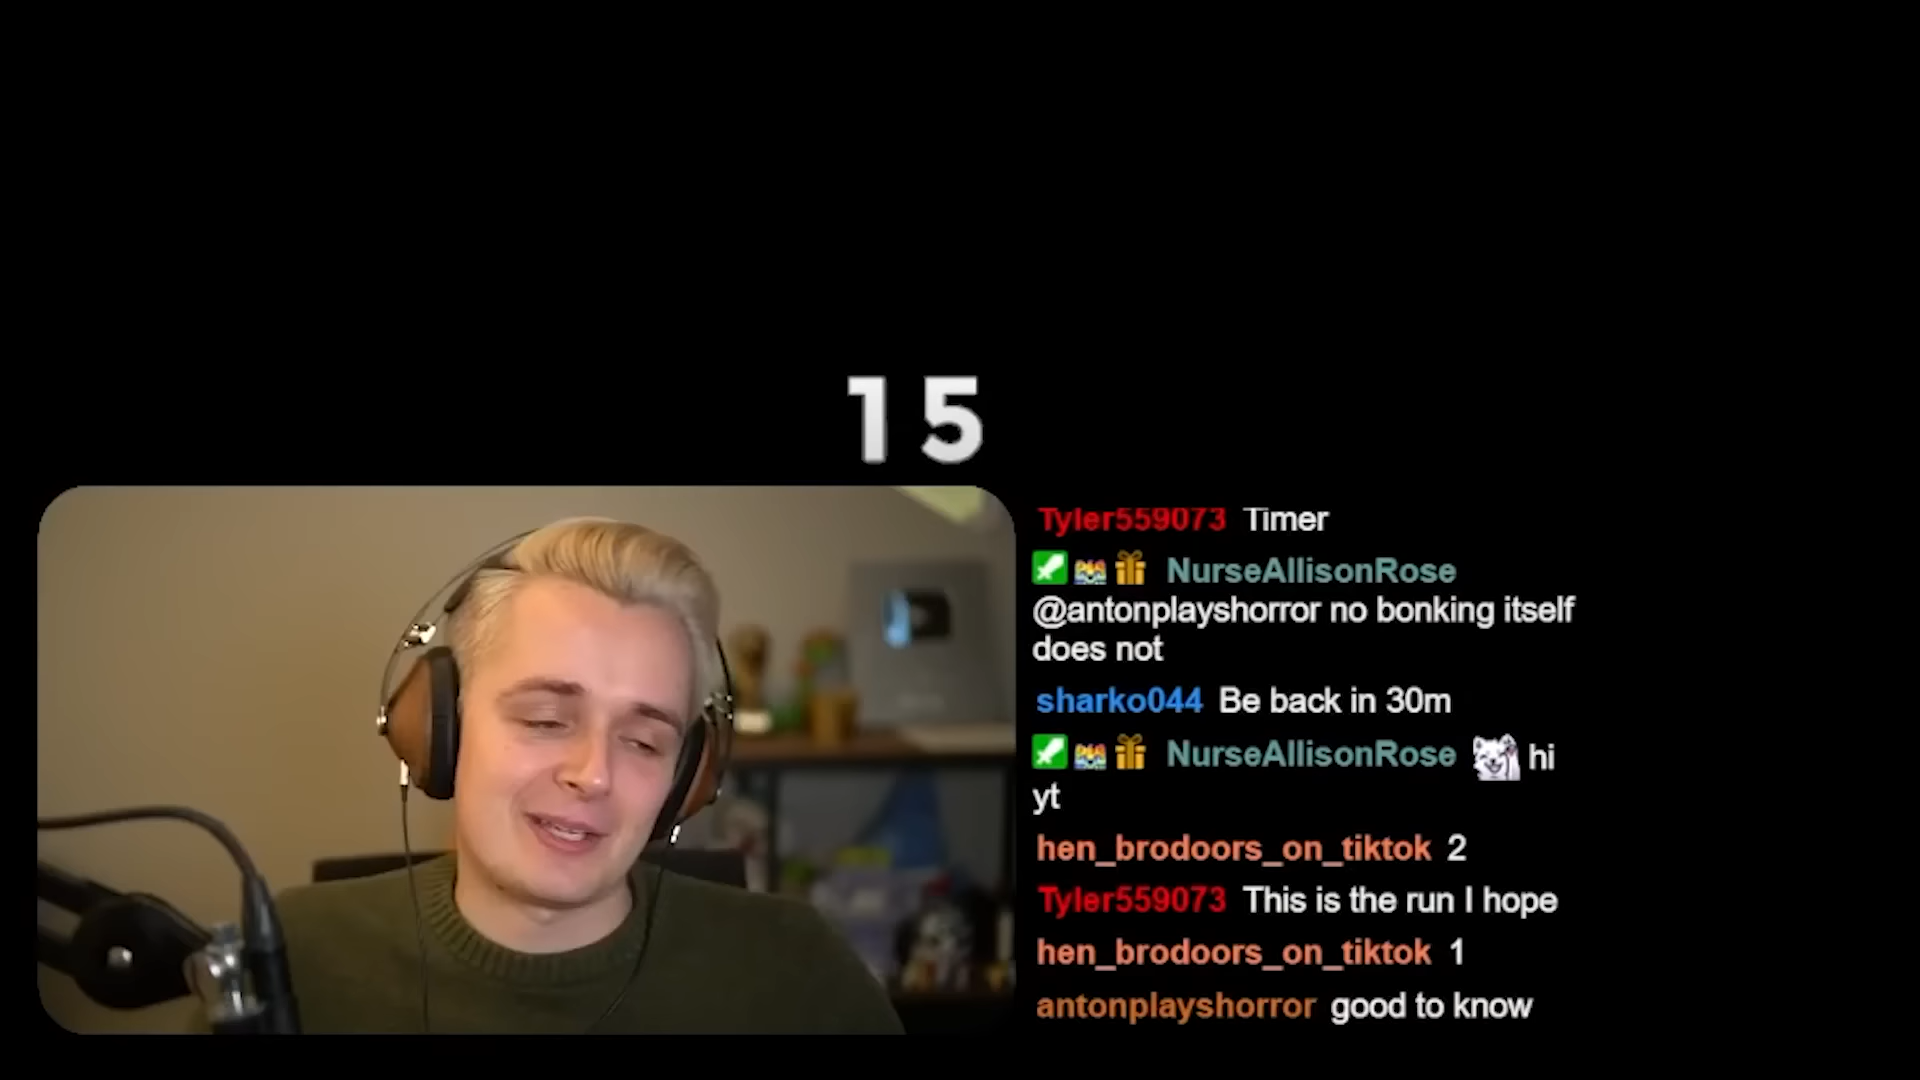 15
Tyler559073 Timer
NurseAllisonRose
@antonplayshorror no bonking itself
does not
sharko044 Be back in 30m
NurseAllisonRose hi
yt
hen_brodoors_on_tiktok 2
Tyler559073 This is the run I hope
hen_brodoors_on_tiktok 1
antonplayshorror good to know